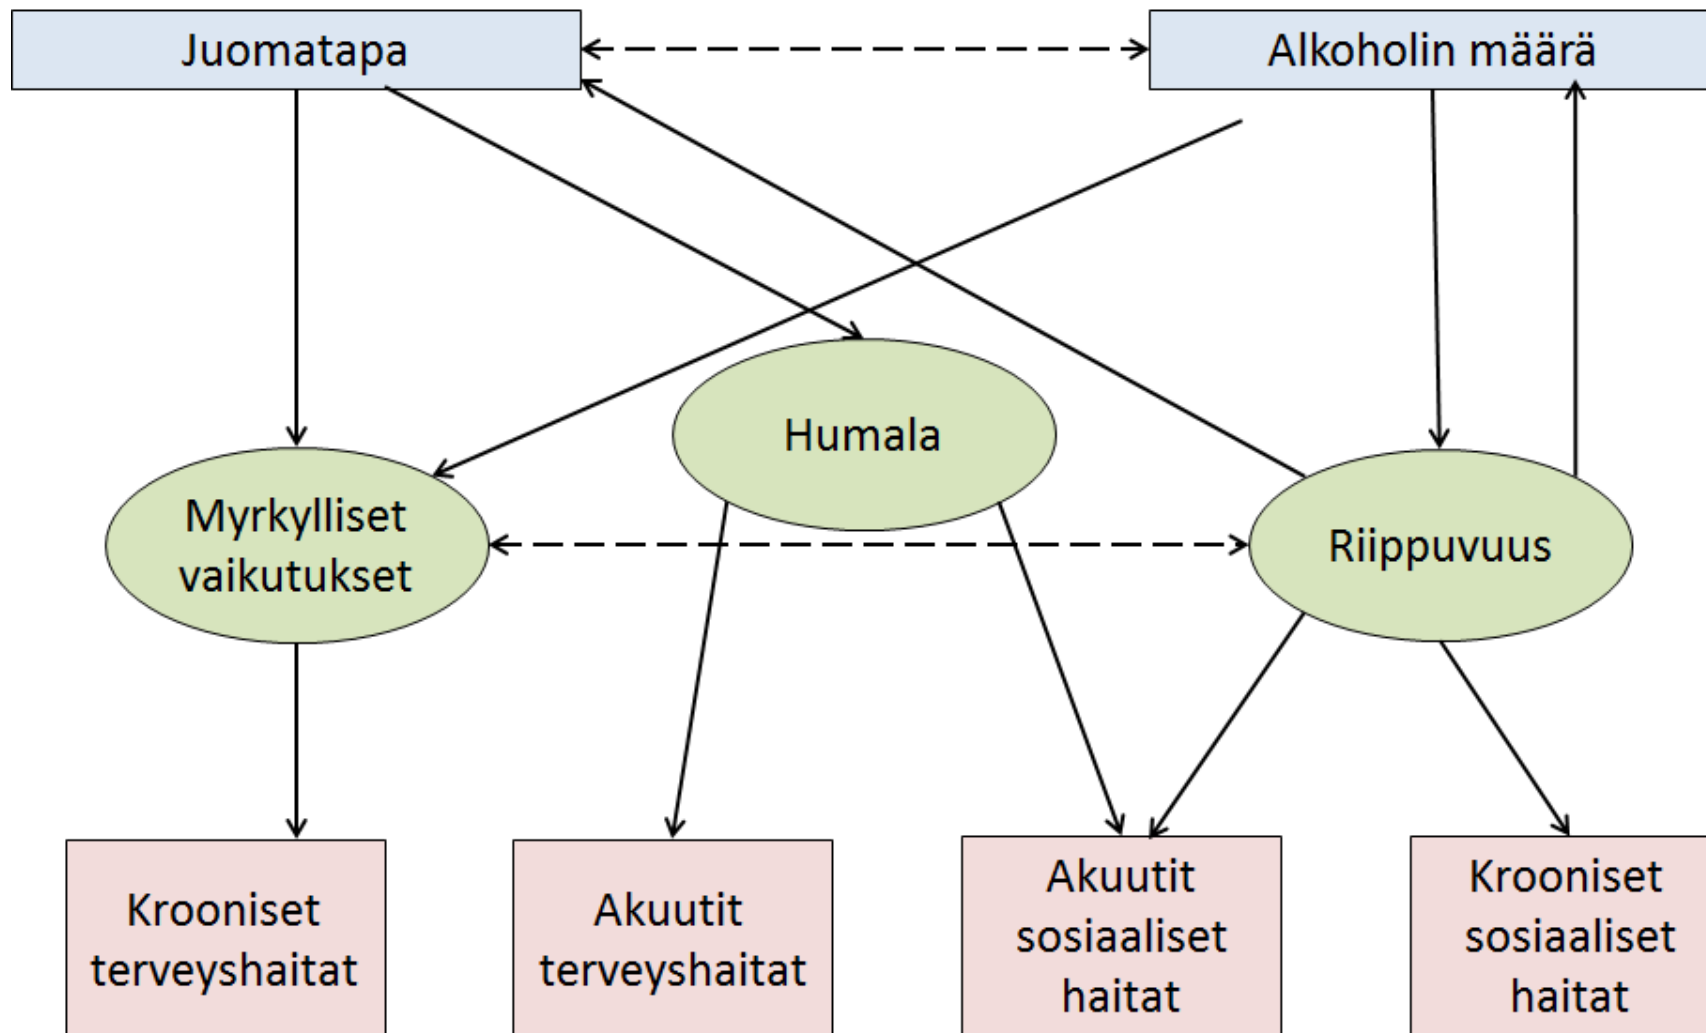 Juomatapa
Alkoholin määrä
Humala
Myrkylliset
vaikutukset
Riippuvuus
Krooniset
terveyshaitat
Akuutit
terveyshaitat
Akuutit
sosiaaliset
haitat
Krooniset
sosiaaliset
haitat